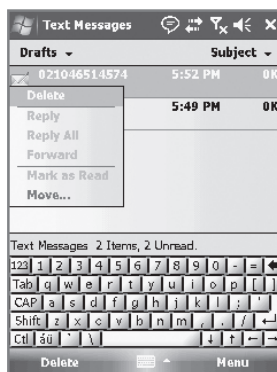 Text Messages
Drafts Subject
021046514574 5:52 PM 0K
5:49 PM 0K
Delete
Reply
Reply All
Forward
Mark as Read
Move...
Text Messages 2 Items, 2 Unread.
123 1 2 3 4 5 6 7 8 9 0 - =
Tab q w e r t y u i o p [ ]
CAP a s d f g h j k l ; '
Shift z x c v b n m , . /
Ctl áü ` \
Delete Menu